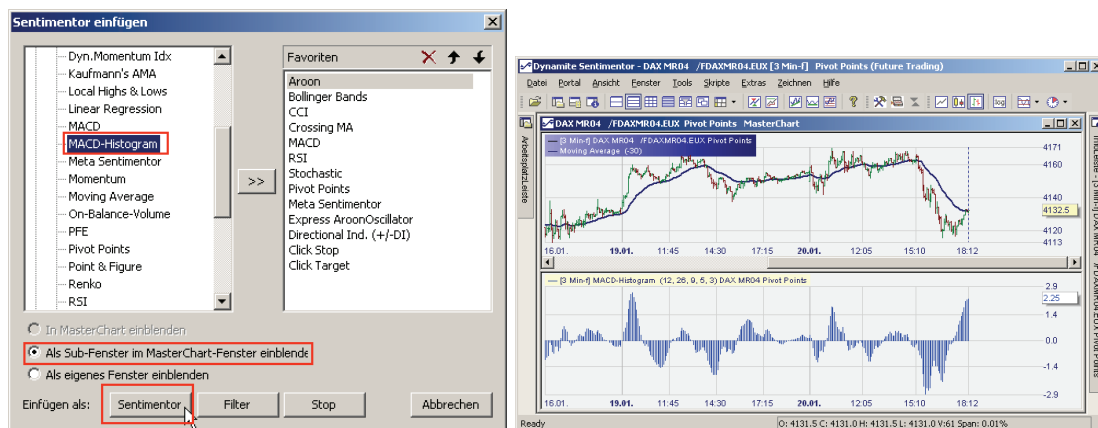 Sentimentor einfügen
Dyn.Momentum Idx
Kaufmann's AMA
Local Highs & Lows
Linear Regression
MACD
MACD-Histogram
Meta Sentimentor
Momentum
Moving Average
On-Balance-Volume
PFE
Pivot Points
Point & Figure
Renko
RSI
>>
Favoriten
Aroon
Bollinger Bands
CCI
Crossing MA
MACD
RSI
Stochastic
Pivot Points
Meta Sentimentor
Express AroonOscillator
Directional Ind. (+/-DI)
Click Stop
Click Target
In MasterChart einblenden
Als Sub-Fenster im MasterChart-Fenster einblende
Als eigenes Fenster einblenden
Einfügen als: Sentimentor Filter Stop Abbrechen
Dynamite Sentimentor - DAX MR04 /FDAXMR04.EUX [3 Min-f] Pivot Points (Future Trading)
Datei Portal Ansicht Fenster Tools Skripte Extras Zeichnen Hilfe
log
ArbeitsplatzLeiste
DAX MR04 /FDAXMR04.EUX Pivot Points MasterChart
[3 Min-f] DAX MR04 /FDAXMR04.EUX Pivot Points
Moving Average (-30)
4171
4160
4140
4132.5
4120
4113
16.01. 19.01. 11:45 14:30 17:15 20.01. 12:05 15:10 18:12
[3 Min-f] MACD-Histogram (12, 26, 9, 5, 3) DAX MR04 Pivot Points
2.9
2.25
1.4
0.0
-1.4
-2.9
16.01. 19.01. 11:45 14:30 17:15 20.01. 12:05 15:10 18:12
Ready
O: 4131.5 C: 4131.0 H: 4131.5 L: 4131.0 V:61 Span: 0.01%